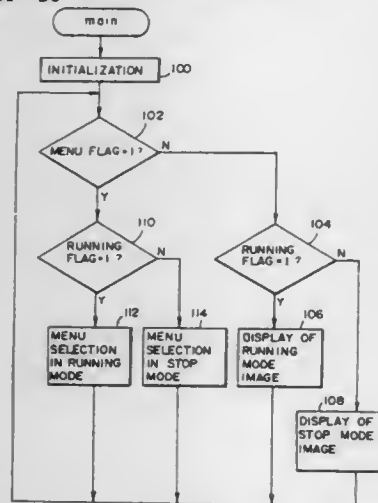 main
INITIALIZATION
100
102
MENU FLAG=1?
N
Y
110
RUNNING
FLAG=1?
N
Y
104
RUNNING
FLAG=1?
N
Y
112
MENU
SELECTION
IN RUNNING
MODE
114
MENU
SELECTION
IN STOP
MODE
106
DISPLAY OF
RUNNING
MODE
IMAGE
108
DISPLAY OF
STOP MODE
IMAGE